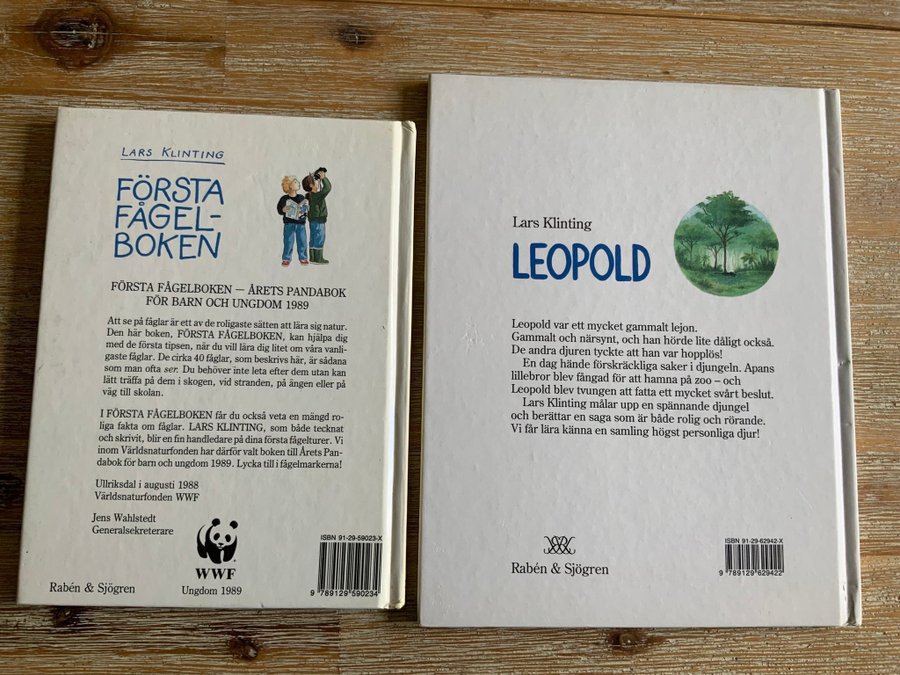 LARS KLINTING
FÖRSTA
FÅGEL-
BOKEN
FÖRSTA FÅGELBOKEN – ÅRETS PANDABOK
FÖR BARN OCH UNGDOM 1989
Att se på fåglar är ett av de roligaste sätten att lära sig natur.
Den här boken, FÖRSTA FÅGELBOKEN, kan hjälpa dig
med de första tipsen, när du vill lära dig litet om våra vanli-
gaste fåglar. De cirka 40 fåglar, som beskrivs här, är sådana
som man ofta ser. Du behöver inte leta efter dem utan kan
lätt träffa på dem i skogen, vid stranden, på ängen eller på
väg till skolan.
I FÖRSTA FÅGELBOKEN får du också veta en mängd ro-
liga fakta om fåglar. LARS KLINTING, som både tecknat
och skrivit, blir en fin handledare på dina första fågelturer. Vi
inom Världsnaturfonden har därför valt boken till Årets Pan-
dabok för barn och ungdom 1989. Lycka till i fågelmarkerna!
Ullriksdal i augusti 1988
Världsnaturfonden WWF
Jens Wahlstedt
Generalsekreterare
WWF
Rabén & Sjögren
Ungdom 1989
ISBN 91-29-59023-X
9 789129 590234
Lars Klinting
LEOPOLD
Leopold var ett mycket gammalt lejon.
Gammalt och närsynt, och han hörde lite dåligt också.
De andra djuren tyckte att han var hopplös!
En dag hände förskräckliga saker i djungeln. Apans
lillebror blev fångad för att hamna på zoo – och
Leopold blev tvungen att fatta ett mycket svårt beslut.
Lars Klinting målar upp en spännande djungel
och berättar en saga som är både rolig och rörande.
Vi får lära känna en samling högst personliga djur!
Rabén & Sjögren
ISBN 91-29-62942-X
9 789129 629422